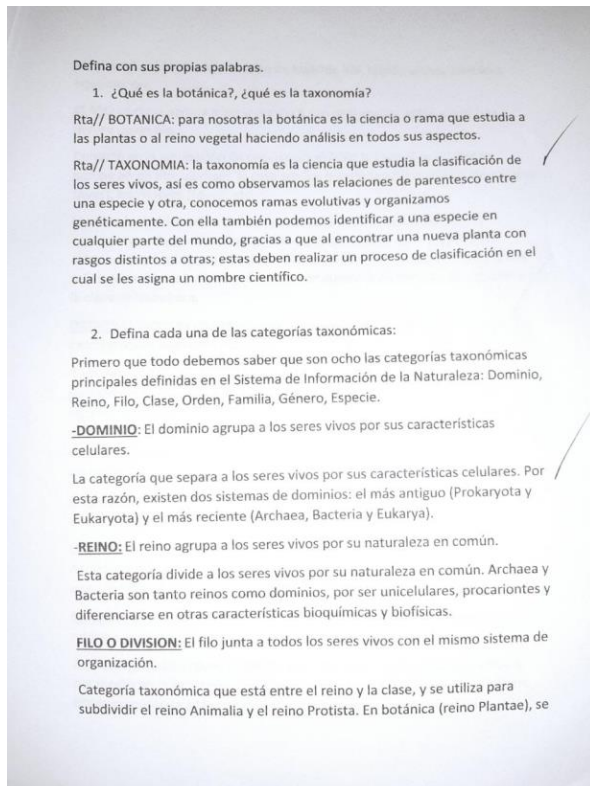 Defina con sus propias palabras.
1. ¿Qué es la botánica?, ¿qué es la taxonomía?
Rta// BOTANICA: para nosotras la botánica es la ciencia o rama que estudia a
las plantas o al reino vegetal haciendo análisis en todos sus aspectos.
Rta// TAXONOMIA: la taxonomía es la ciencia que estudia la clasificación de
los seres vivos, así es como observamos las relaciones de parentesco entre
una especie y otra, conocemos ramas evolutivas y organizamos
genéticamente. Con ella también podemos identificar a una especie en
cualquier parte del mundo, gracias a que al encontrar una nueva planta con
rasgos distintos a otras; estas deben realizar un proceso de clasificación en el
cual se les asigna un nombre científico.
2. Defina cada una de las categorías taxonómicas:
Primero que todo debemos saber que son ocho las categorías taxonómicas
principales definidas en el Sistema de Información de la Naturaleza: Dominio,
Reino, Filo, Clase, Orden, Familia, Género, Especie.
-DOMINIO: El dominio agrupa a los seres vivos por sus características
celulares.
La categoría que separa a los seres vivos por sus características celulares. Por
esta razón, existen dos sistemas de dominios: el más antiguo (Prokaryota y
Eukaryota) y el más reciente (Archaea, Bacteria y Eukarya).
-REINO: El reino agrupa a los seres vivos por su naturaleza en común.
Esta categoría divide a los seres vivos por su naturaleza en común. Archaea y
Bacteria son tanto reinos como dominios, por ser unicelulares, procariontes y
diferenciarse en otras características bioquímicas y biofísicas.
FILO O DIVISION: El filo junta a todos los seres vivos con el mismo sistema de
organización.
Categoría taxonómica que está entre el reino y la clase, y se utiliza para
subdividir el reino Animalia y el reino Protista. En botánica (reino Plantae), se